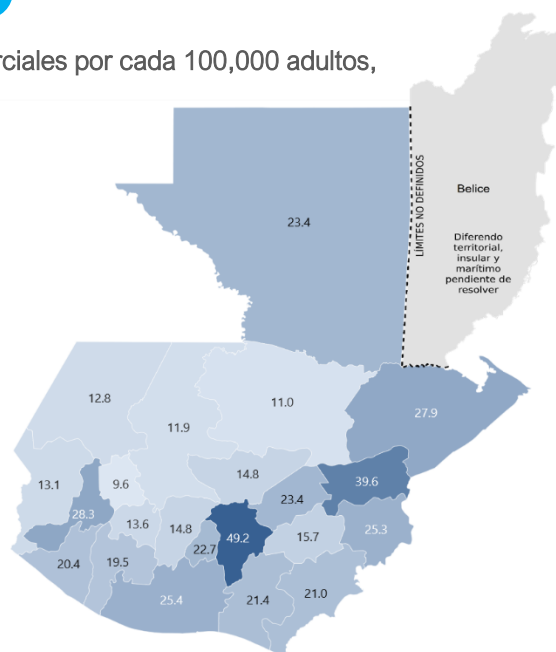 rciales por cada 100,000 adultos,
LÍMITES NO DEFINIDOS
Belice
Diferendo
territorial,
insular y
marítimo
pendiente de
resolver
23.4
12.8
11.9
11.0
27.9
13.1
9.6
14.8
39.6
28.3
13.6
14.8
22.7
49.2
23.4
15.7
25.3
20.4
19.5
25.4
21.4
21.0